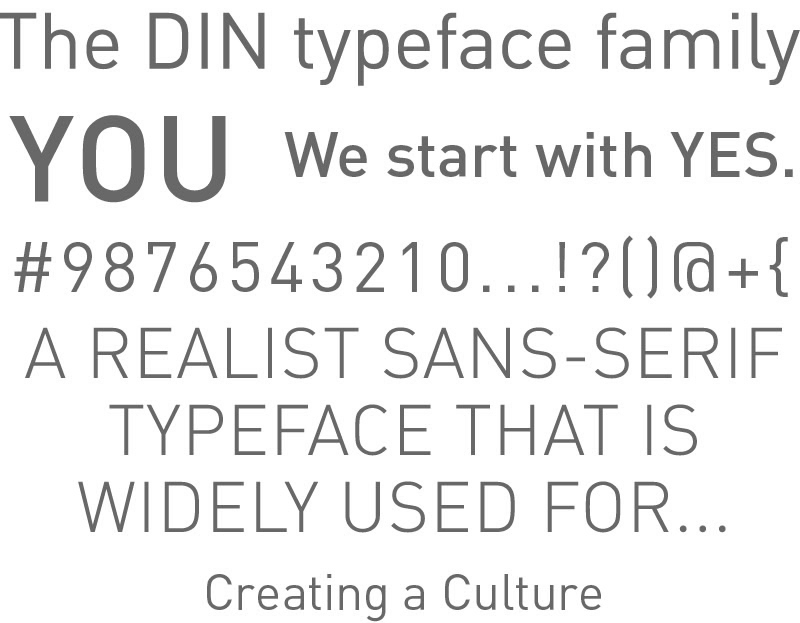 The DIN typeface family
YOU We start with YES.
#9876543210...!?()@+{
A REALIST SANS-SERIF
TYPEFACE THAT IS
WIDELY USED FOR...
Creating a Culture